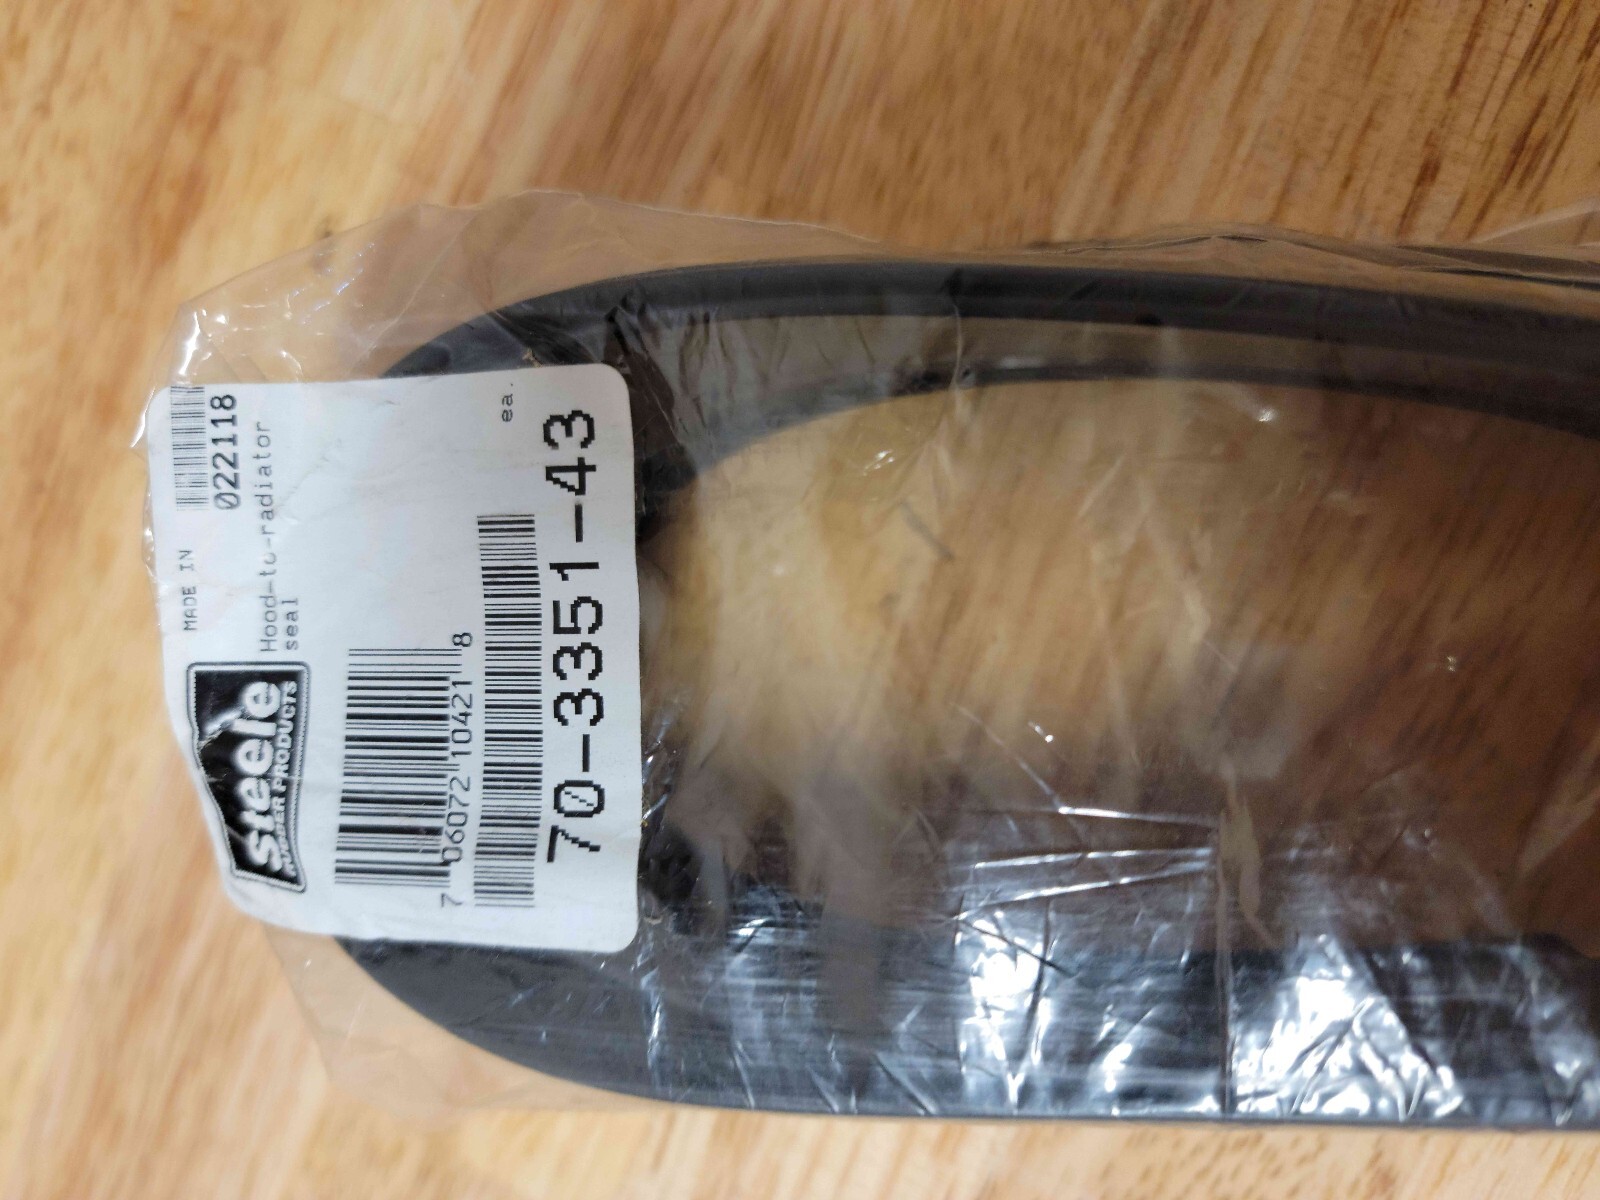 MADE IN
022118
Steele
RUBBER PRODUCTS
Hood-to-radiator
seal
7 06072 10421 8
ea.
70-3351-43